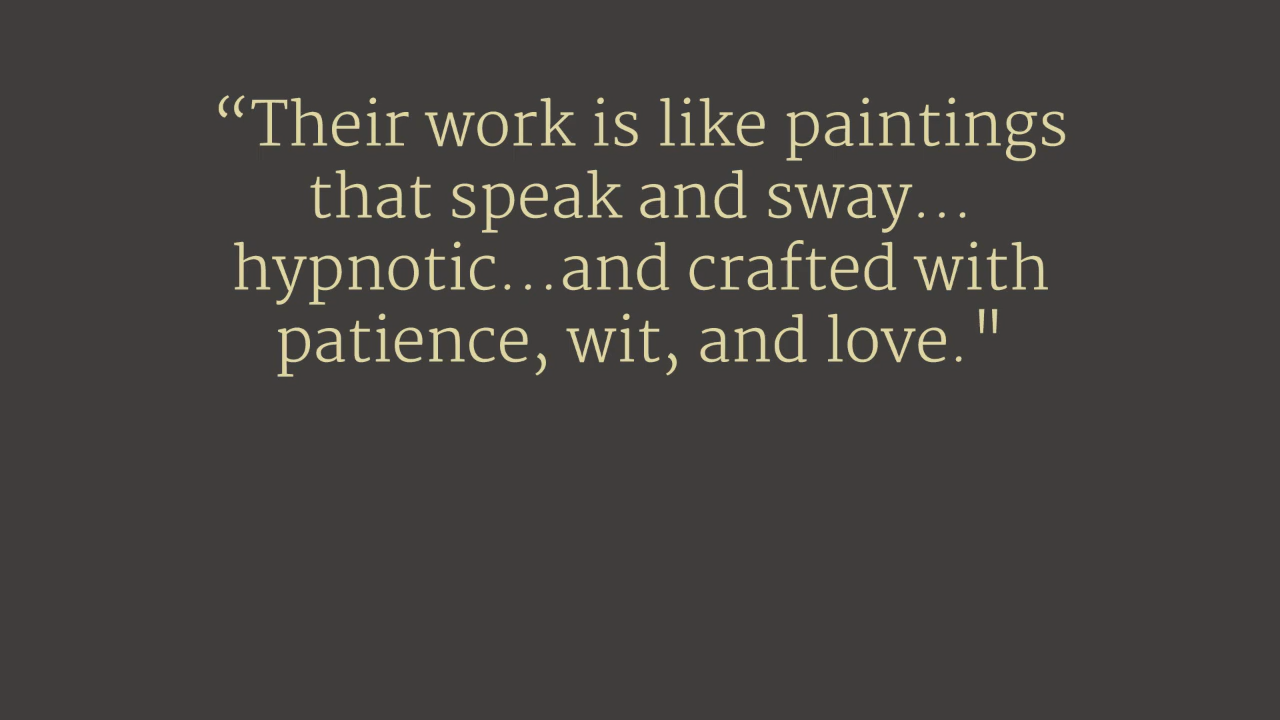 “Their work is like paintings
that speak and sway…
hypnotic…and crafted with
patience, wit, and love."